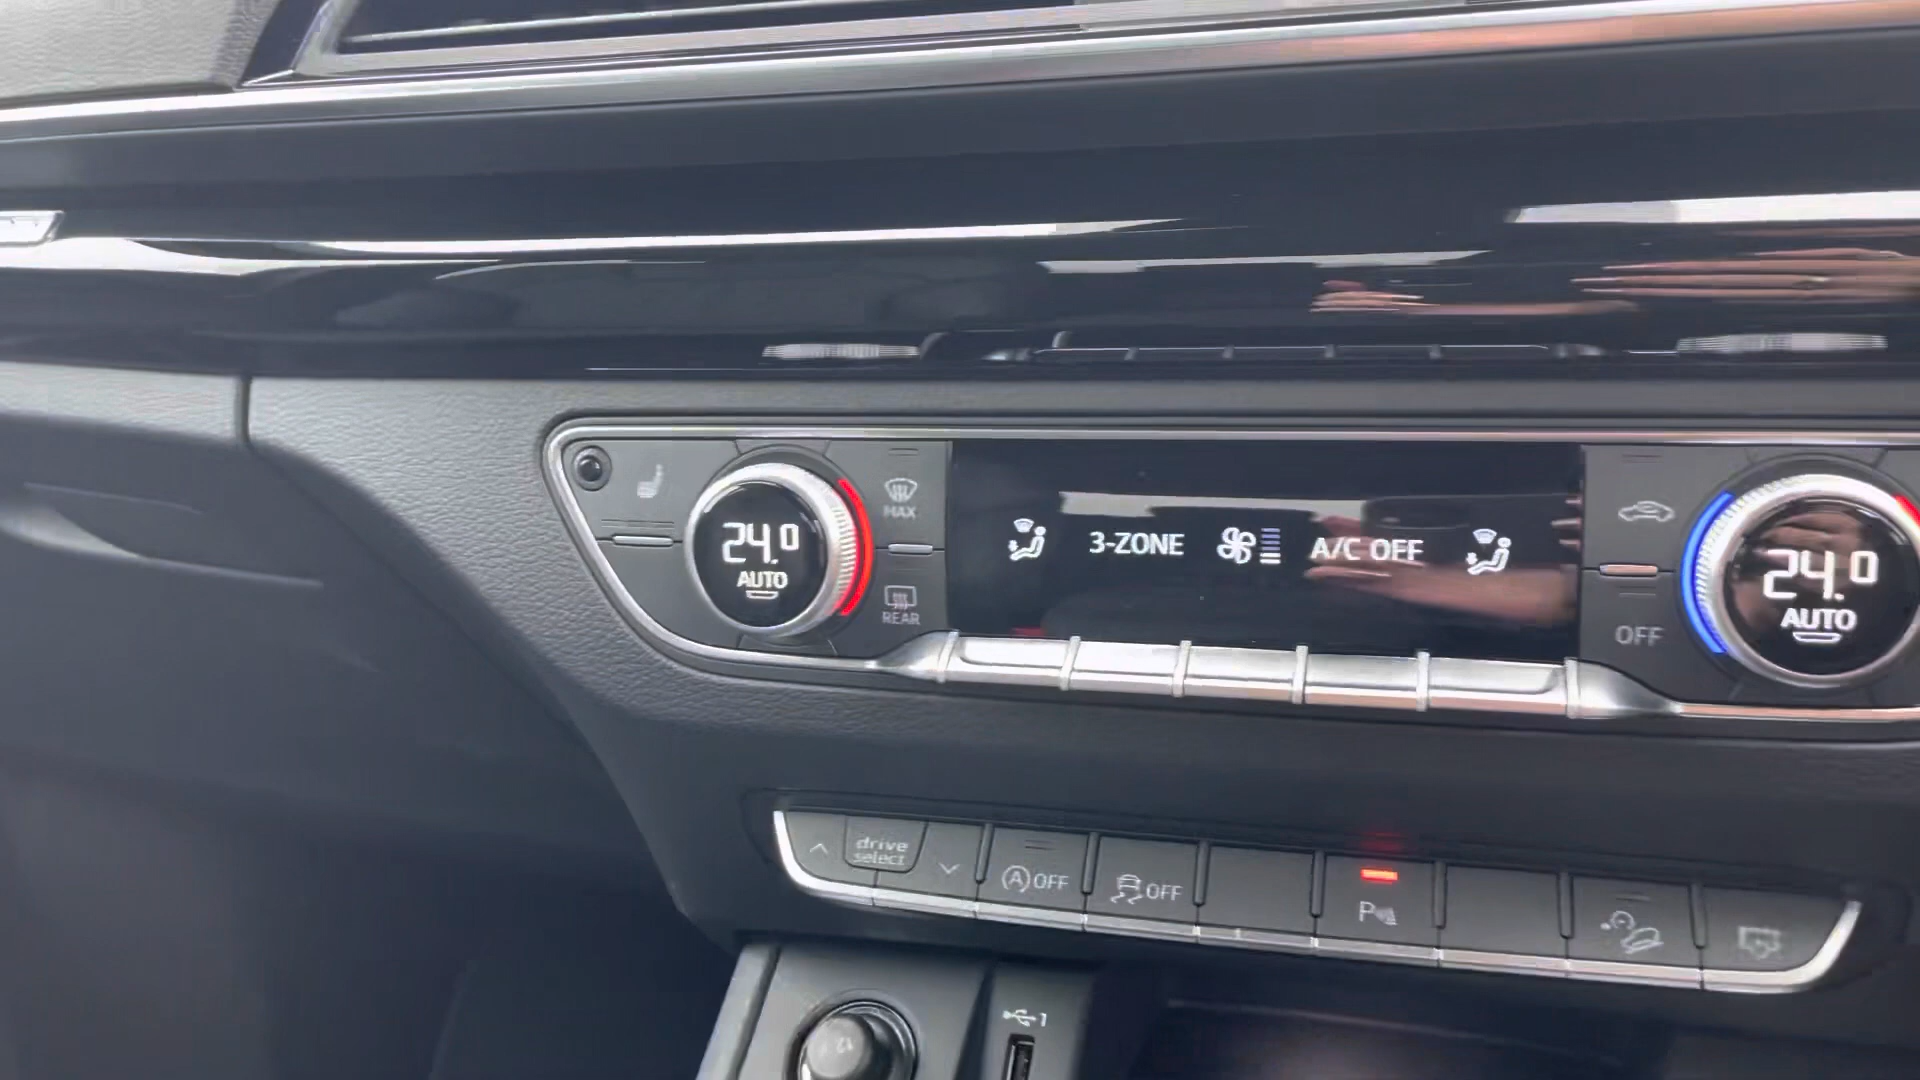 24.0
AUTO
MAX
REAR
3-ZONE
A/C OFF
OFF
24.0
AUTO
drive
select
A OFF
OFF
P
1